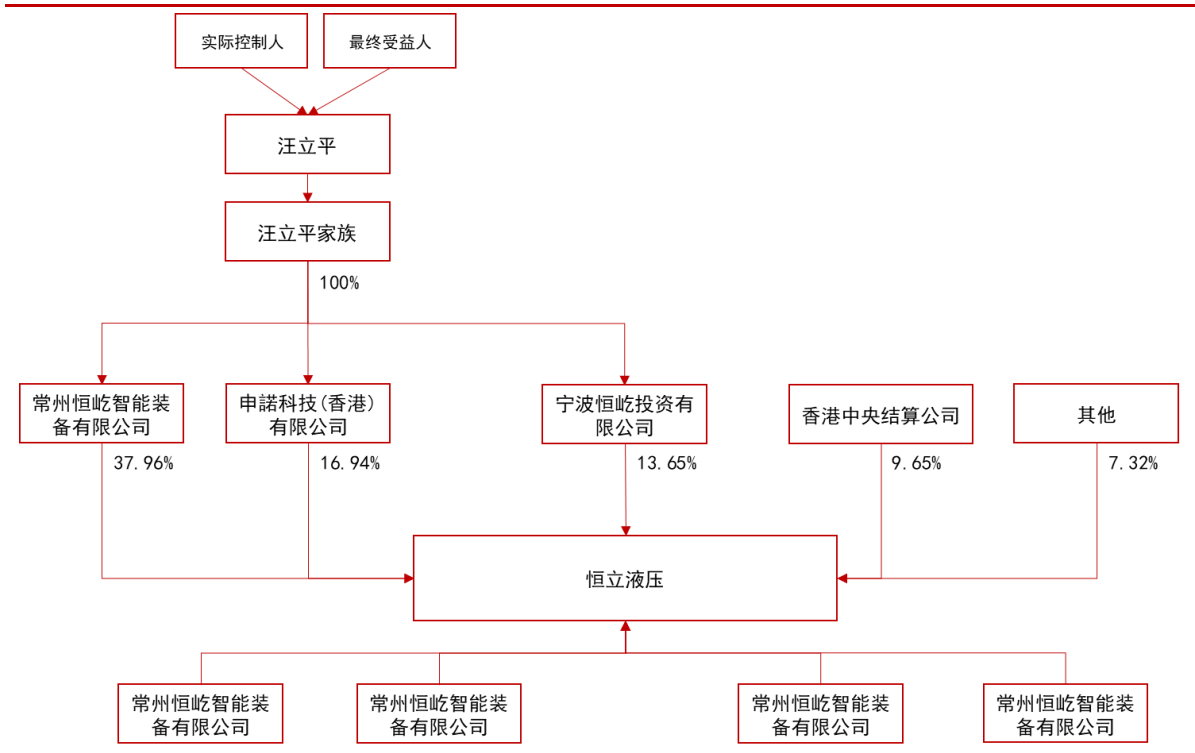 实际控制人
最终受益人
汪立平
汪立平家族
100%
常州恒屹智能装
备有限公司
申諾科技(香港)
有限公司
宁波恒屹投资有
限公司
香港中央结算公司
其他
37.96%
16.94%
13.65%
9.65%
7.32%
恒立液压
常州恒屹智能装
备有限公司
常州恒屹智能装
备有限公司
常州恒屹智能装
备有限公司
常州恒屹智能装
备有限公司